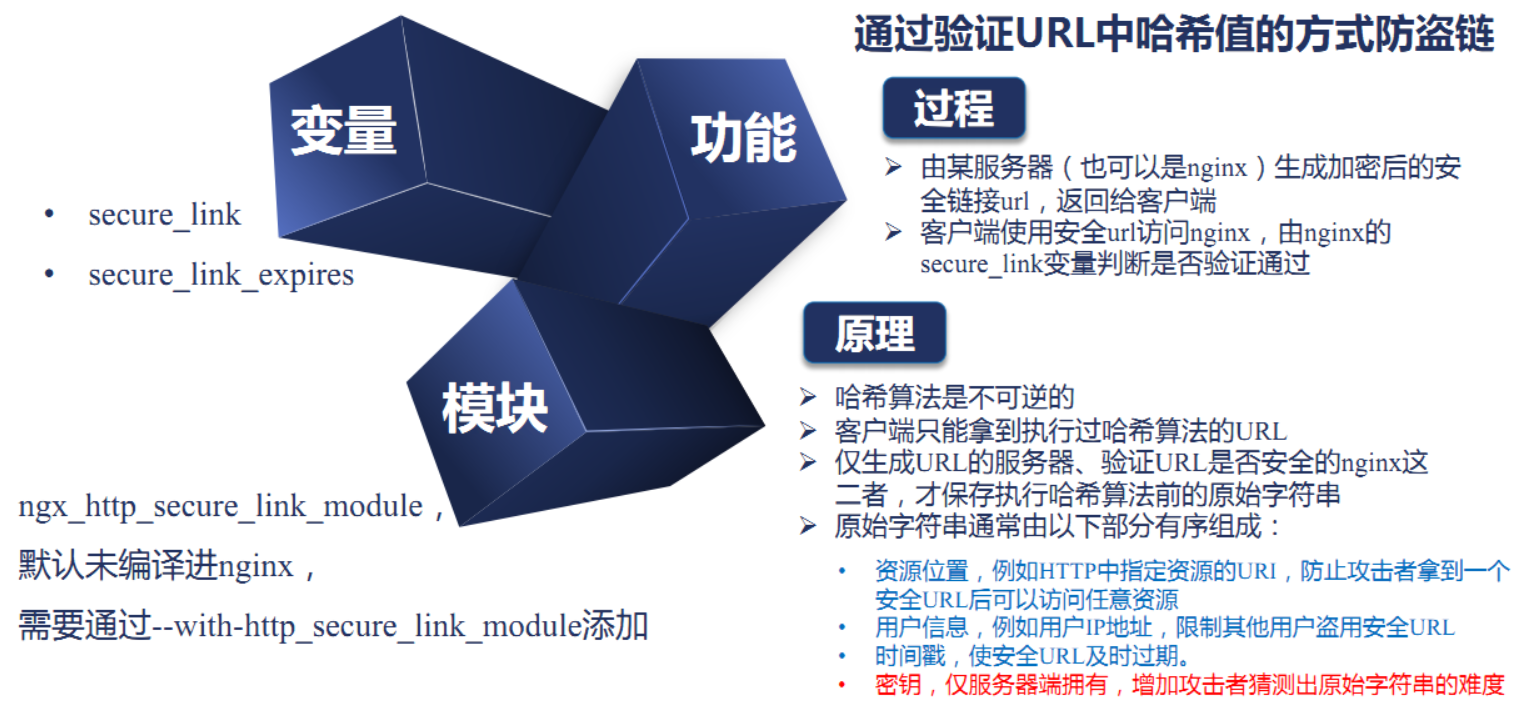 通过验证URL中哈希值的方式防盗链
变量
功能
模块
• secure_link
• secure_link_expires
ngx_http_secure_link_module，
默认未编译进nginx，
需要通过--with-http_secure_link_module添加
过程
➢ 由某服务器（也可以是nginx）生成加密后的安
全链接url，返回给客户端
➢ 客户端使用安全url访问nginx，由nginx的
secure_link变量判断是否验证通过
原理
➢ 哈希算法是不可逆的
➢ 客户端只能拿到执行过哈希算法的URL
➢ 仅生成URL的服务器、验证URL是否安全的nginx这
二者，才保存执行哈希算法前的原始字符串
➢ 原始字符串通常由以下部分有序组成：
• 资源位置，例如HTTP中指定资源的URI，防止攻击者拿到一个
安全URL后可以访问任意资源
• 用户信息，例如用户IP地址，限制其他用户盗用安全URL
• 时间戳，使安全URL及时过期。
• 密钥，仅服务器端拥有，增加攻击者猜测出原始字符串的难度